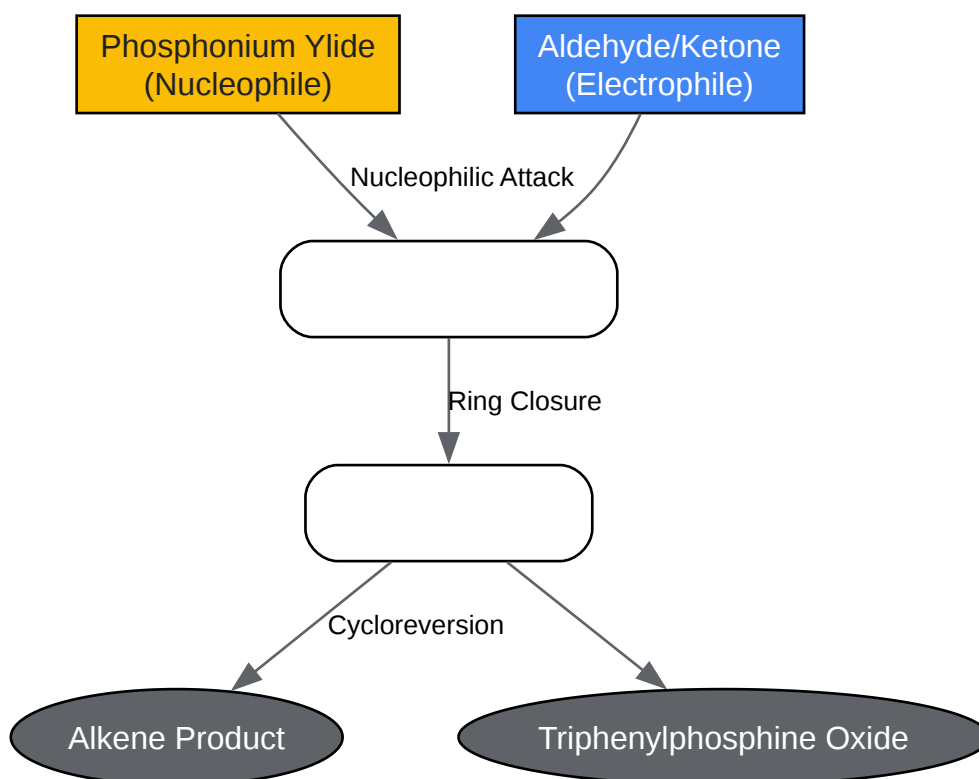 Phosphonium Ylide
(Nucleophile)
Aldehyde/Ketone
(Electrophile)
Nucleophilic Attack
Ring Closure
Cycloreversion
Alkene Product
Triphenylphosphine Oxide